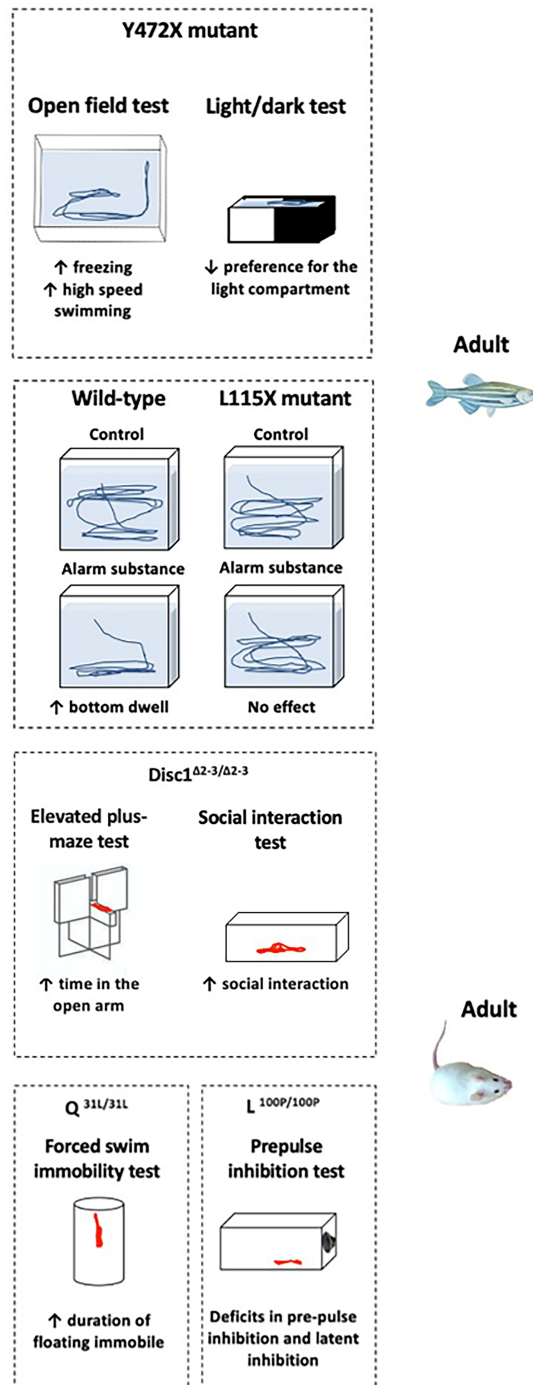 Y472X mutant
Open field test
Light/dark test
↑ freezing
↑ high speed
swimming
↓ preference for the
light compartment
Adult
Wild-type
L115X mutant
Control
Control
Alarm substance
Alarm substance
↑ bottom dwell
No effect
Disc1Δ2-3/Δ2-3
Elevated plus-
maze test
Social interaction
test
↑ time in the
open arm
↑ social interaction
Adult
Q 31L/31L
Forced swim
immobility test
↑ duration of
floating immobile
L 100P/100P
Prepulse
inhibition test
Deficits in pre-pulse
inhibition and latent
inhibition